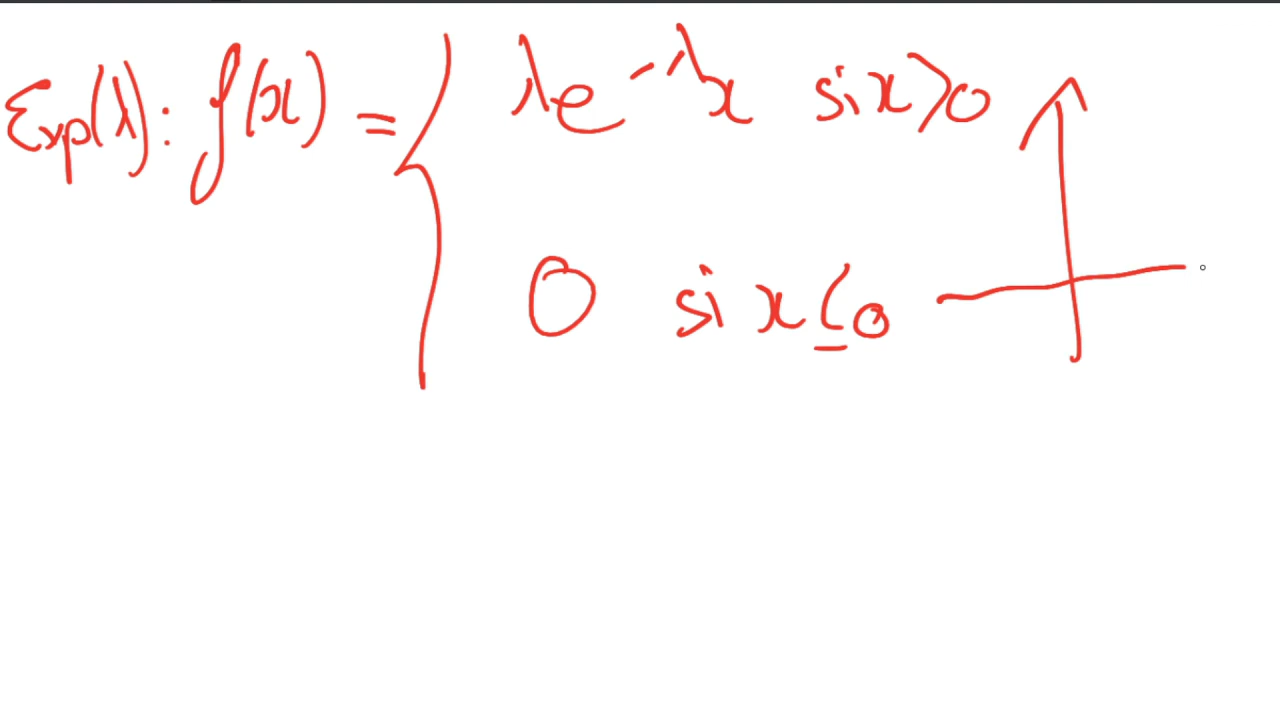 Exp(λ): f(x) = { λe^-λx si x>0
0 si x≤0